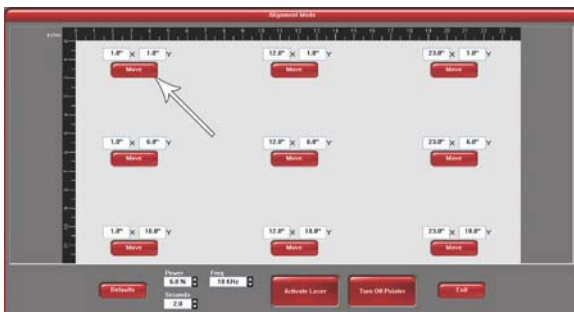 Alignment Mode
inches 0 1 2 3 4 5 6 7 8 9 10 11 12 13 14 15 16 17 18 19 20 21 22 23
1.0" X 1.0" Y 12.0" X 1.0" Y 23.0" X 1.0" Y
Move Move Move
1.0" X 6.0" Y 12.0" X 6.0" Y 23.0" X 6.0" Y
Move Move Move
1.0" X 10.0" Y 12.0" X 10.0" Y 23.0" X 10.0" Y
Move Move Move
Defaults
Power Freq
6.0 % 10 KHz
Seconds
2.0
Activate Laser Turn Off Pointer Exit